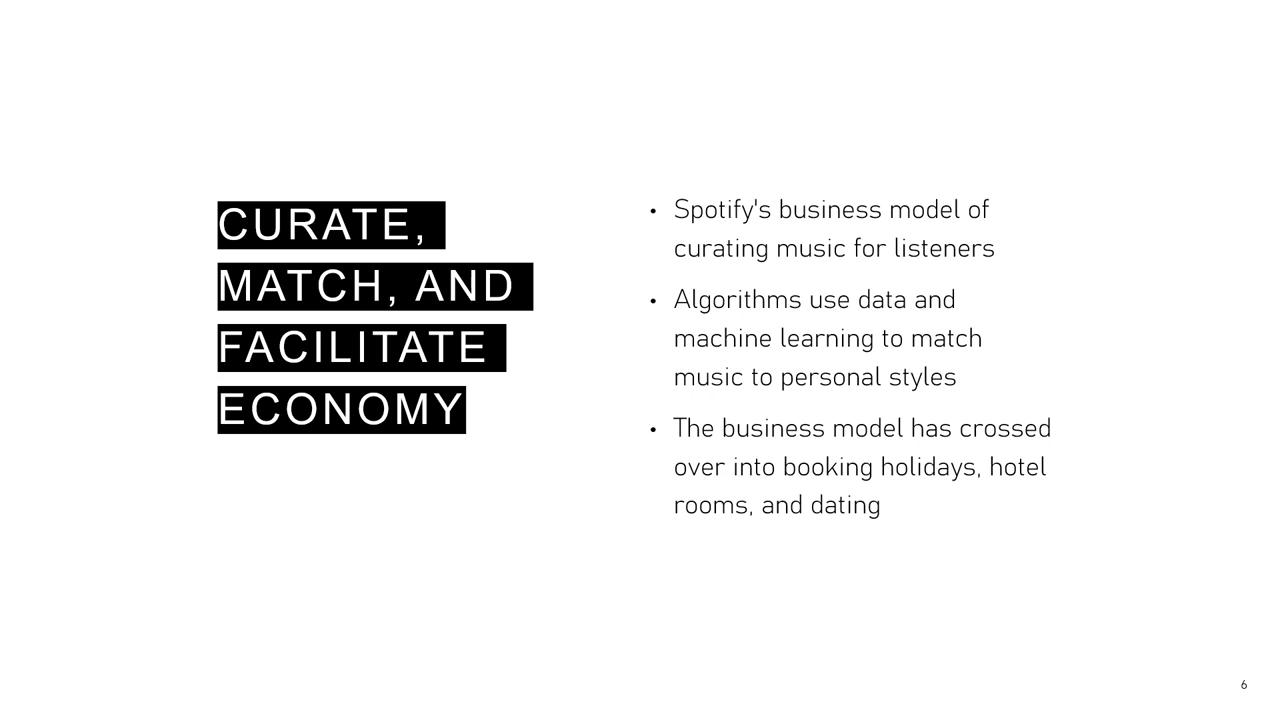 CURATE,
MATCH, AND
FACILITATE
ECONOMY
• Spotify's business model of
curating music for listeners
• Algorithms use data and
machine learning to match
music to personal styles
• The business model has crossed
over into booking holidays, hotel
rooms, and dating
6